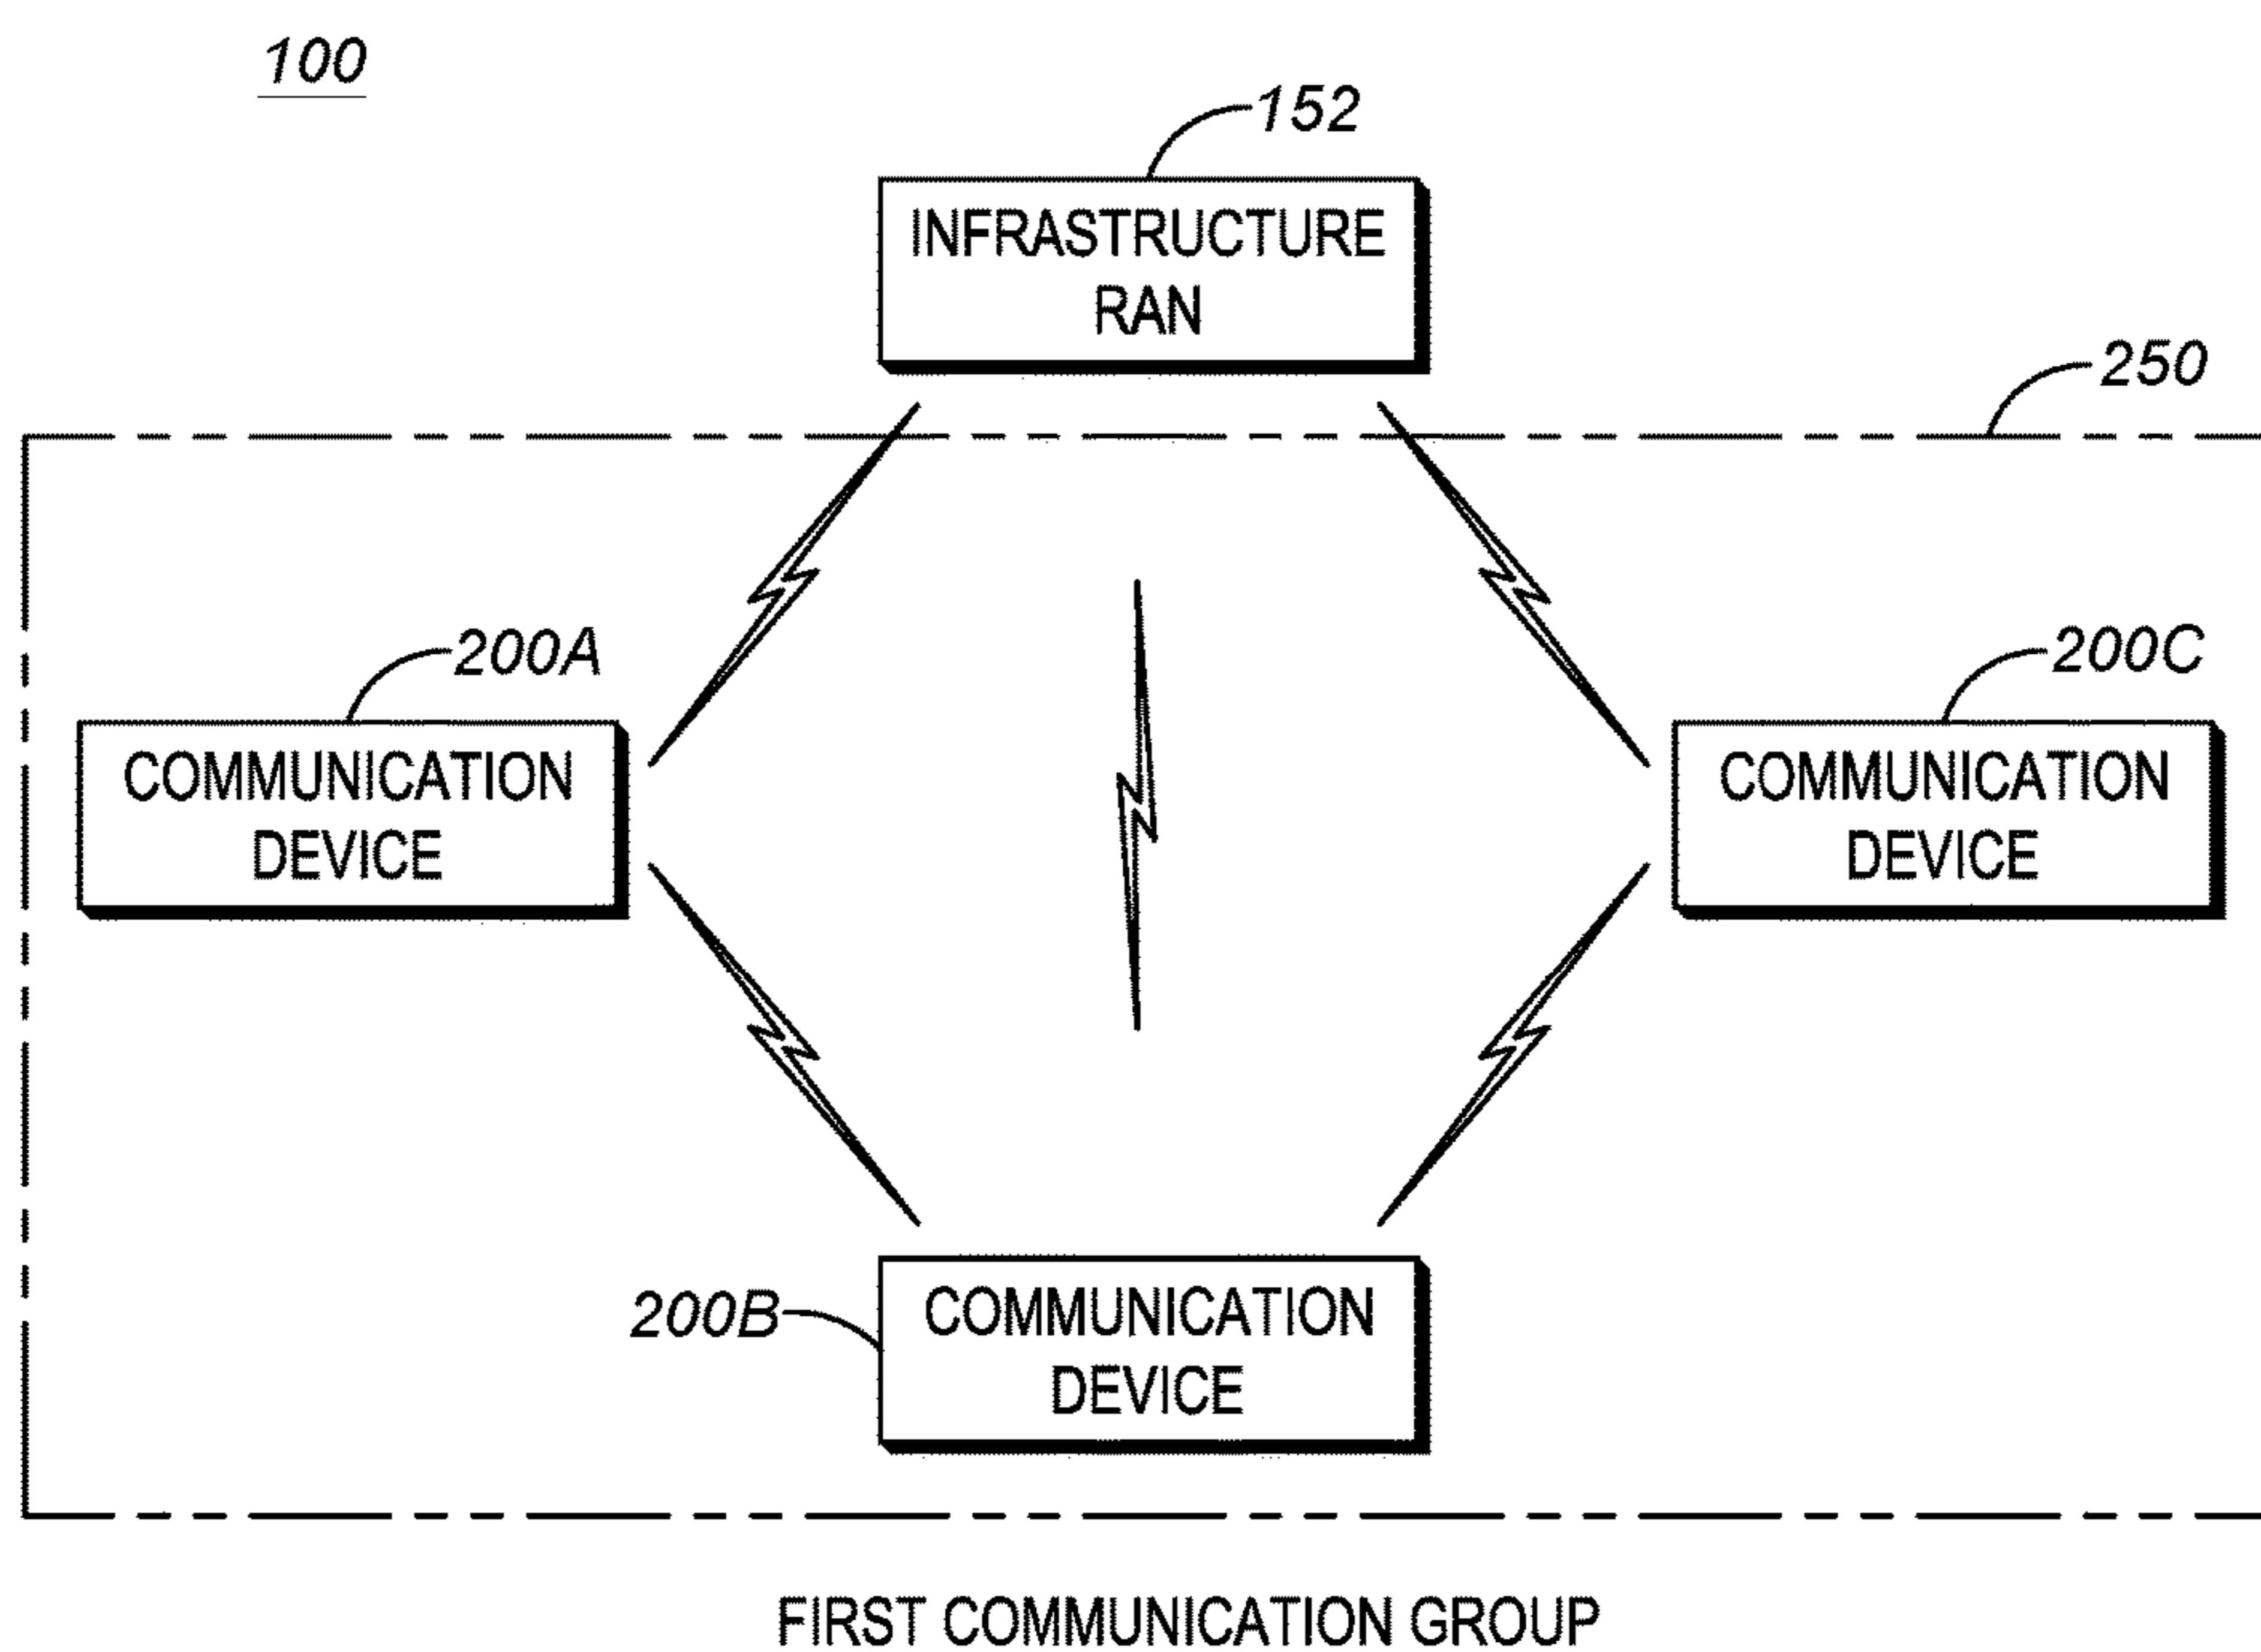 100
152
INFRASTRUCTURE
RAN
250
200A
200C
COMMUNICATION
DEVICE
COMMUNICATION
DEVICE
200B
COMMUNICATION
DEVICE
FIRST COMMUNICATION GROUP